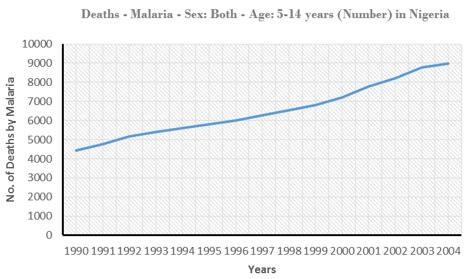 Deaths - Malaria - Sex: Both - Age: 5-14 years (Number) in Nigeria
No. of Deaths by Malaria
10000
9000
8000
7000
6000
5000
4000
3000
2000
1000
0
1990 1991 1992 1993 1994 1995 1996 1997 1998 1999 2000 2001 2002 2003 2004
Years